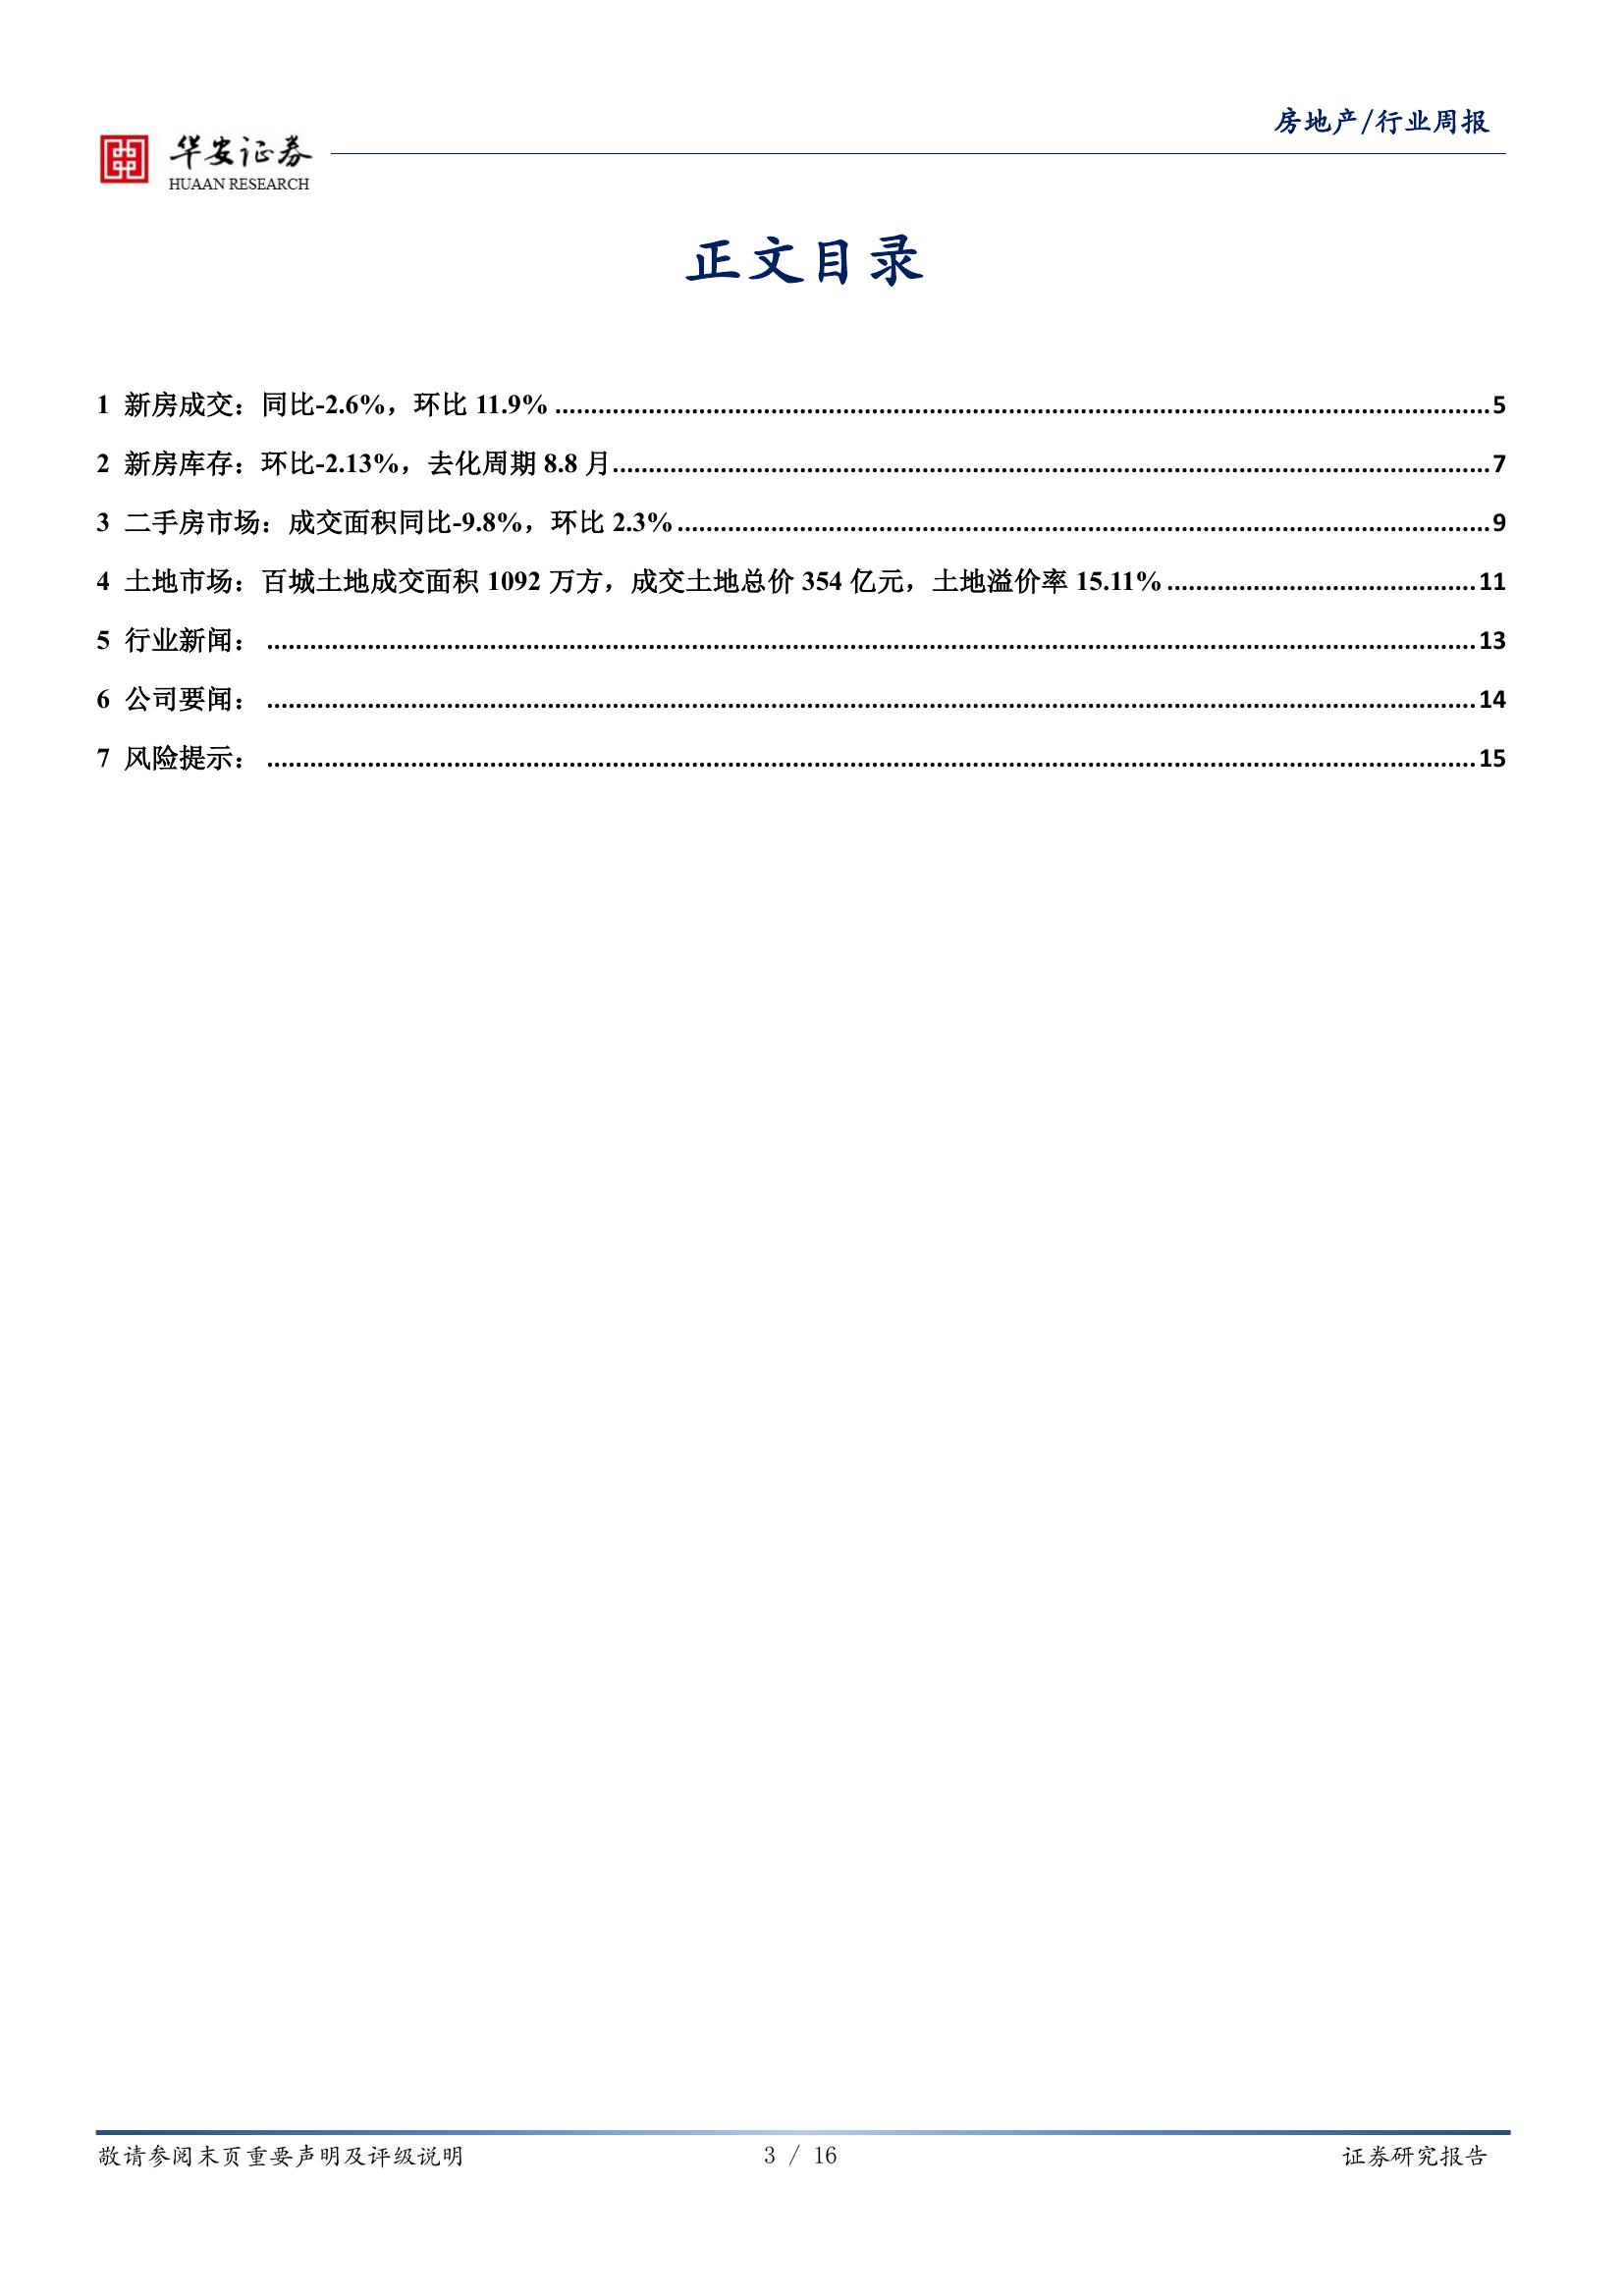 房地产/行业周报
华安证券
HUAAN RESEARCH
正文目录
1 新房成交：同比-2.6%，环比 11.9% 5
2 新房库存：环比-2.13%，去化周期 8.8 月 7
3 二手房市场：成交面积同比-9.8%，环比 2.3% 9
4 土地市场：百城土地成交面积 1092 万方，成交土地总价 354 亿元，土地溢价率 15.11% 11
5 行业新闻： 13
6 公司要闻： 14
7 风险提示： 15
敬请参阅末页重要声明及评级说明 3 / 16 证券研究报告